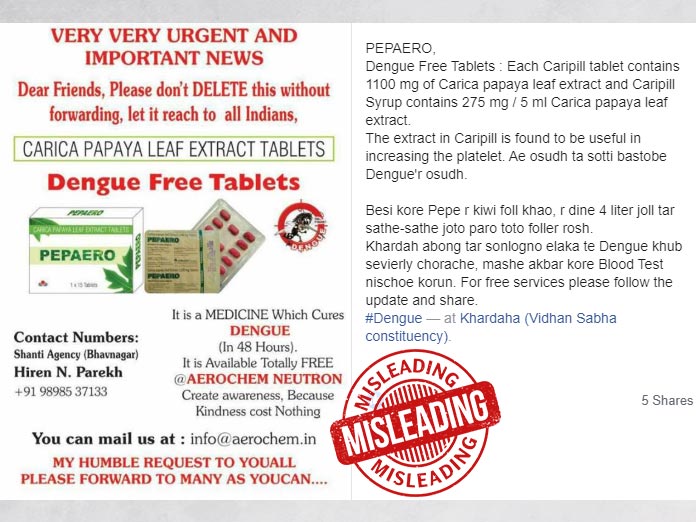 VERY VERY URGENT AND
IMPORTANT NEWS
Dear Friends, Please don't DELETE this without
forwarding, let it reach to all Indians,
CARICA PAPAYA LEAF EXTRACT TABLETS
Dengue Free Tablets
PEPAERO
CARICA PAPAYA LEAF EXTRACT TABLETS
PEPAERO
1 x 15 Tablets
PEPAERO
PEPAERO
DENGUE
It is a MEDICINE Which Cures
DENGUE
(In 48 Hours).
It is Available Totally FREE
@AEROCHEM NEUTRON
Create awareness, Because
Kindness cost Nothing
Contact Numbers:
Shanti Agency (Bhavnagar)
Hiren N. Parekh
+91 98985 37133
You can mail us at : info@aerochem.in
MY HUMBLE REQUEST TO YOUALL
PLEASE FORWARD TO MANY AS YOUCAN....
PEPAERO,
Dengue Free Tablets : Each Caripill tablet contains
1100 mg of Carica papaya leaf extract and Caripill
Syrup contains 275 mg / 5 ml Carica papaya leaf
extract.
The extract in Caripill is found to be useful in
increasing the platelet. Ae osudh ta sotti bastobe
Dengue'r osudh.
Besi kore Pepe r kiwi foll khao, r dine 4 liter joll tar
sathe-sathe joto paro toto foller rosh.
Khardah abong tar sonlogno elaka te Dengue khub
sevierly chorache, mashe akbar kore Blood Test
nischoe korun. For free services please follow the
update and share.
#Dengue — at Khardaha (Vidhan Sabha
constituency).
5 Shares
MISLEADING
MISLEADING
MISLEADING